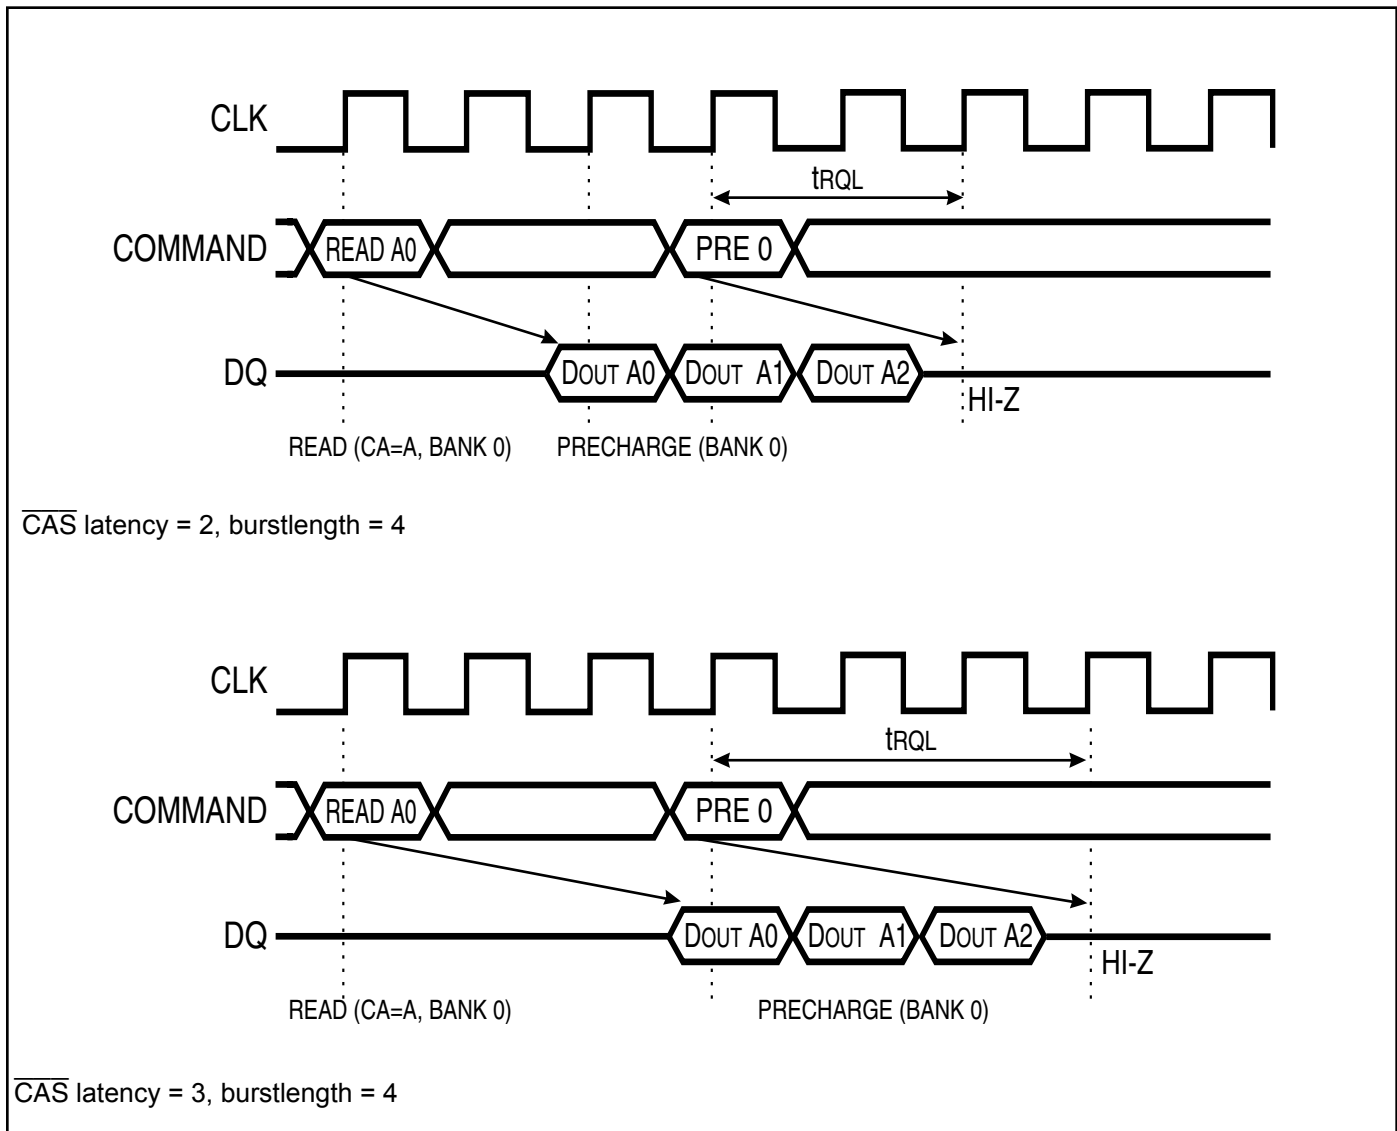 CLK
tRQL
COMMAND READ A0 PRE 0
DQ DOUT A0 DOUT A1 DOUT A2
HI-Z
READ (CA=A, BANK 0) PRECHARGE (BANK 0)
CAS latency = 2, burstlength = 4
CLK
tRQL
COMMAND READ A0 PRE 0
DQ DOUT A0 DOUT A1 DOUT A2
HI-Z
READ (CA=A, BANK 0) PRECHARGE (BANK 0)
CAS latency = 3, burstlength = 4